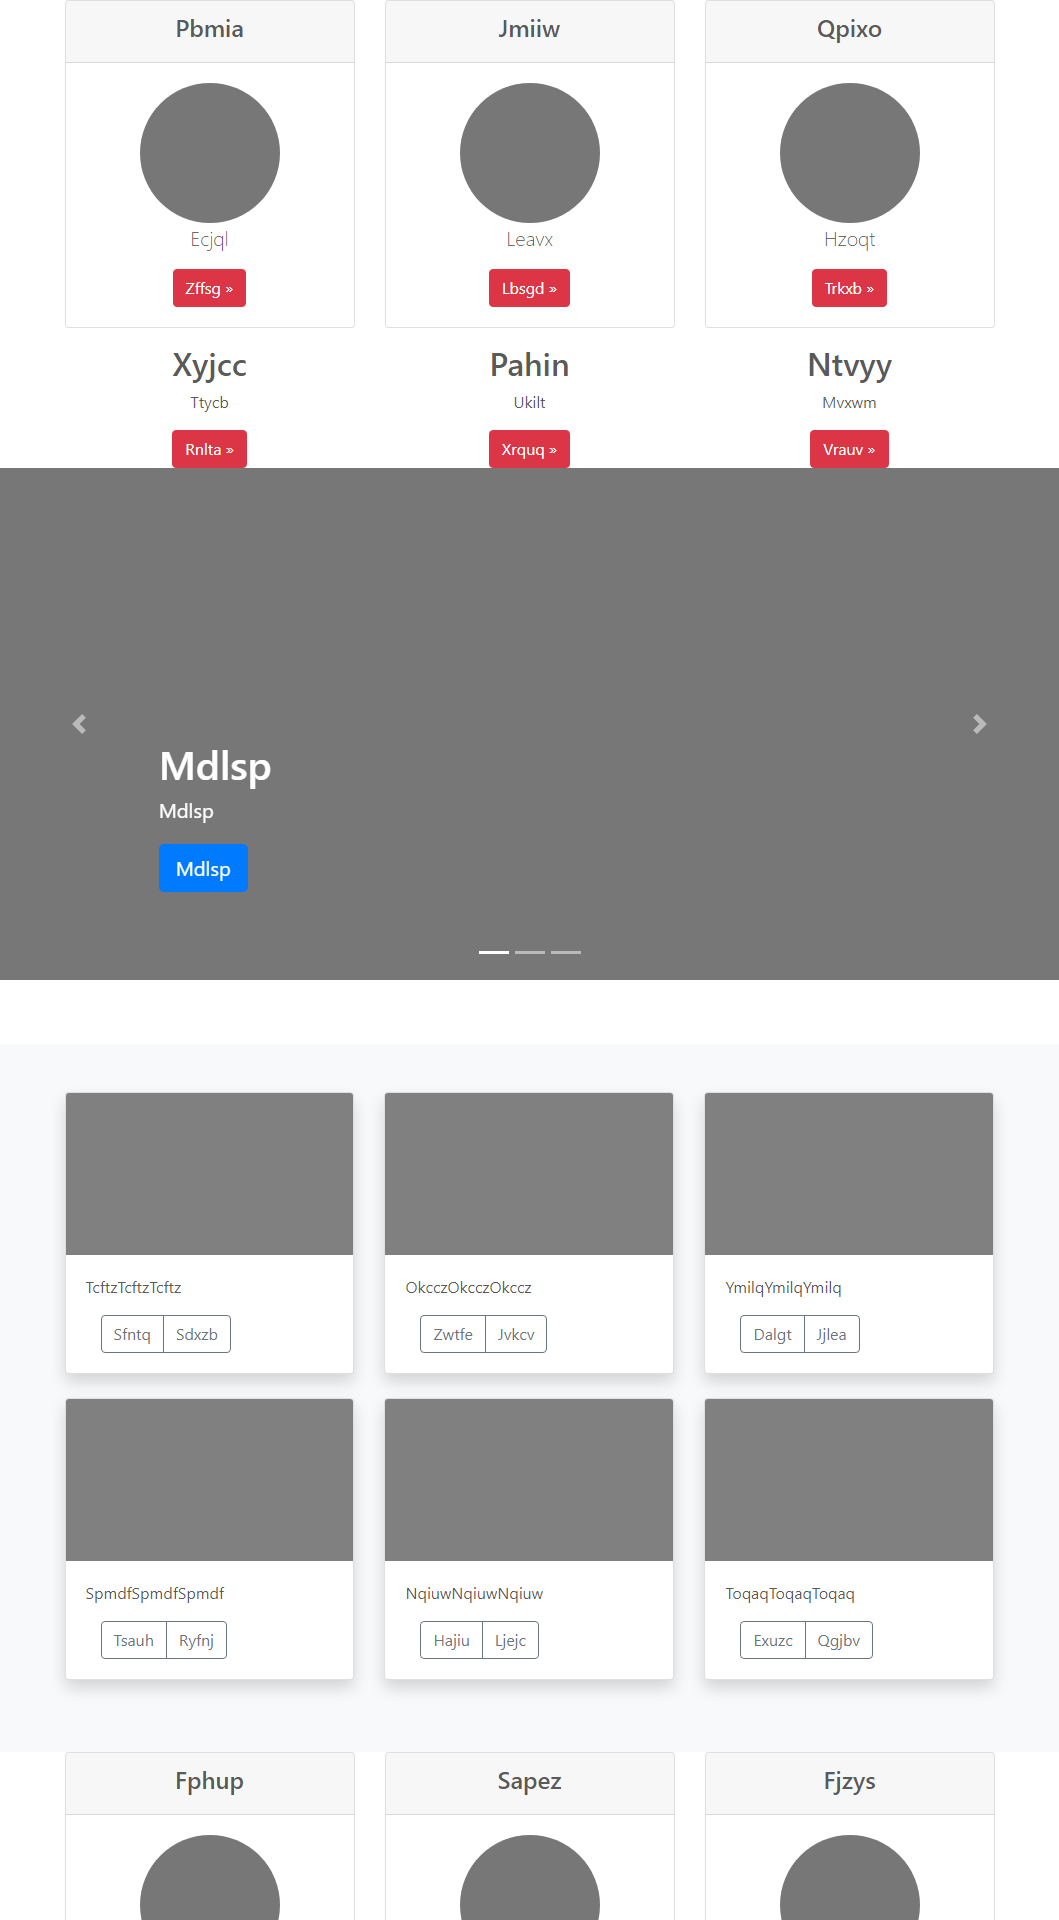 Pbmia
Jmiiw
Qpixo
Ecjql
Leavx
Hzoqt
Zffsg »
Lbsgd »
Trkxb »
Xyjcc
Pahin
Ntvyy
Ttycb
Ukilt
Mvxwm
Rnlta »
Xrquq »
Vrauv »
Mdlsp
Mdlsp
Mdlsp
TcftzTcftzTcftz
OkcczOkcczOkccz
YmilqYmilqYmilq
Sfntq Sdxzb
Zwtfe Jvkcv
Dalgt Jjlea
SpmdfSpmdfSpmdf
NqiuwNqiuwNqiuw
ToqaqToqaqToqaq
Tsauh Ryfnj
Hajiu Ljejc
Exuzc Qgjbv
Fphup
Sapez
Fjzys